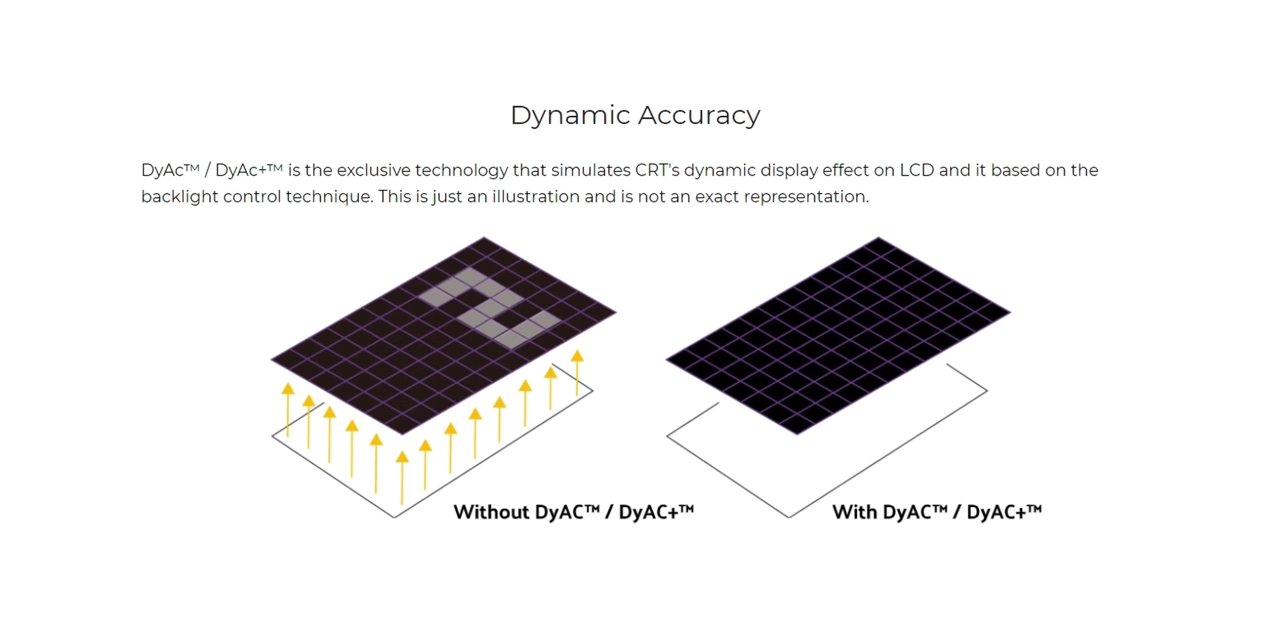 Dynamic Accuracy
DyAc™ / DyAc+™ is the exclusive technology that simulates CRT's dynamic display effect on LCD and it based on the
backlight control technique. This is just an illustration and is not an exact representation.
Without DyAC™ / DyAC+™
With DyAC™ / DyAC+™